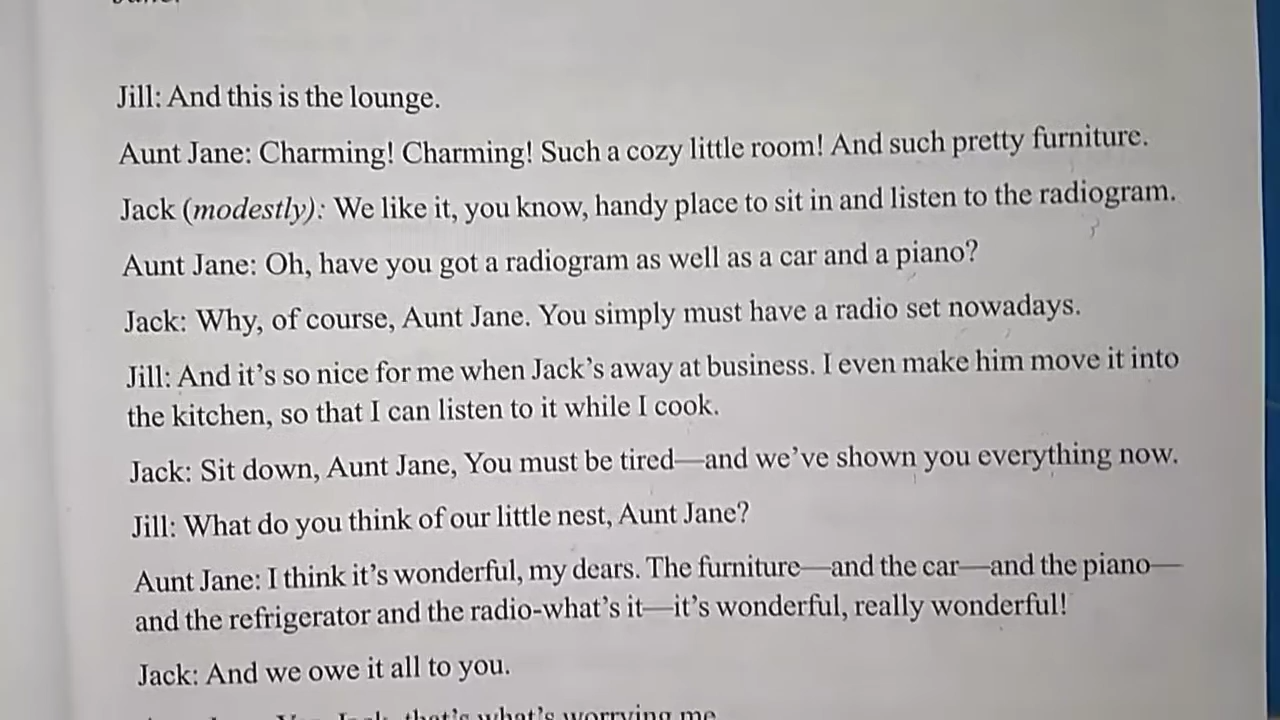 Jill: And this is the lounge.
Aunt Jane: Charming! Charming! Such a cozy little room! And such pretty furniture.
Jack (modestly): We like it, you know, handy place to sit in and listen to the radiogram.
Aunt Jane: Oh, have you got a radiogram as well as a car and a piano?
Jack: Why, of course, Aunt Jane. You simply must have a radio set nowadays.
Jill: And it's so nice for me when Jack's away at business. I even make him move it into
the kitchen, so that I can listen to it while I cook.
Jack: Sit down, Aunt Jane, You must be tired—and we've shown you everything now.
Jill: What do you think of our little nest, Aunt Jane?
Aunt Jane: I think it's wonderful, my dears. The furniture—and the car—and the piano—
and the refrigerator and the radio-what's it—it's wonderful, really wonderful!
Jack: And we owe it all to you.
Jack, that's what's worrying me